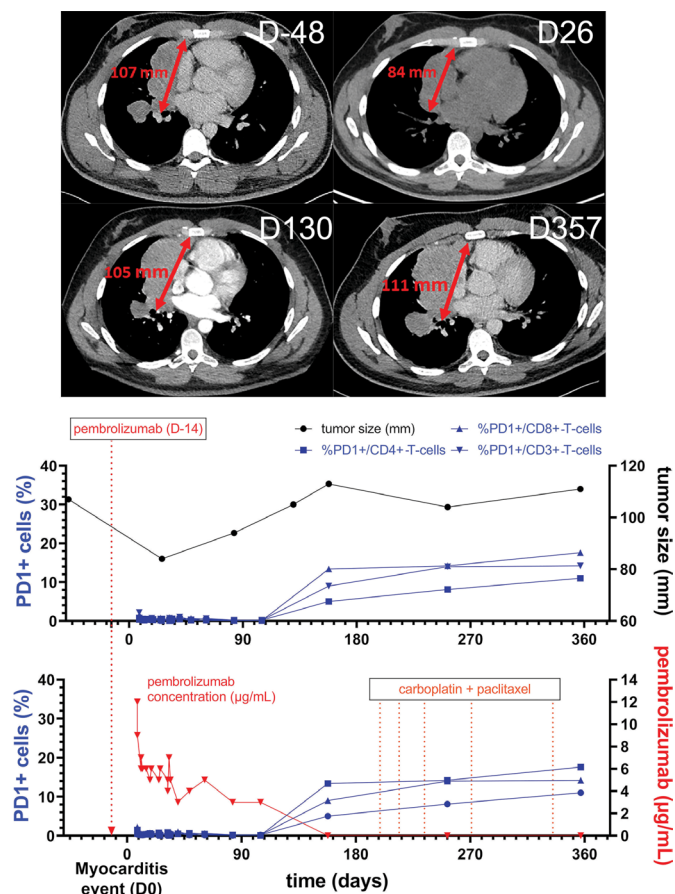 D-48
D26
107 mm
84 mm
D130
D357
105 mm
111 mm
pembrolizumab (D-14)
tumor size (mm)
%PD1+/CD8+-T-cells
%PD1+/CD4+-T-cells
%PD1+/CD3+-T-cells
PD1+ cells (%)
40
30
20
10
0
0
90
180
270
360
120
100
80
60
tumor size (mm)
pembrolizumab
concentration (µg/mL)
carboplatin + paclitaxel
PD1+ cells (%)
40
30
20
10
0
0
90
180
270
360
14
12
10
8
6
4
2
0
pembrolizumab
(µg/mL)
Myocarditis
event (D0)
time (days)